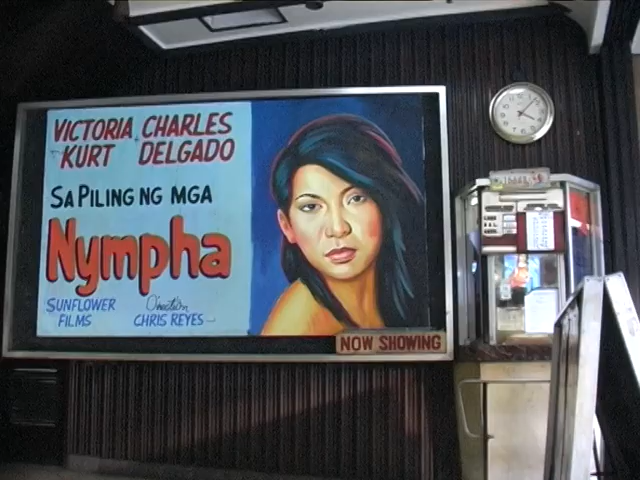 VICTORIA CHARLES
KURT DELGADO
SA PILING NG MGA
Nympha
SUNFLOWER
FILMS
Direction
CHRIS REYES
NOW SHOWING